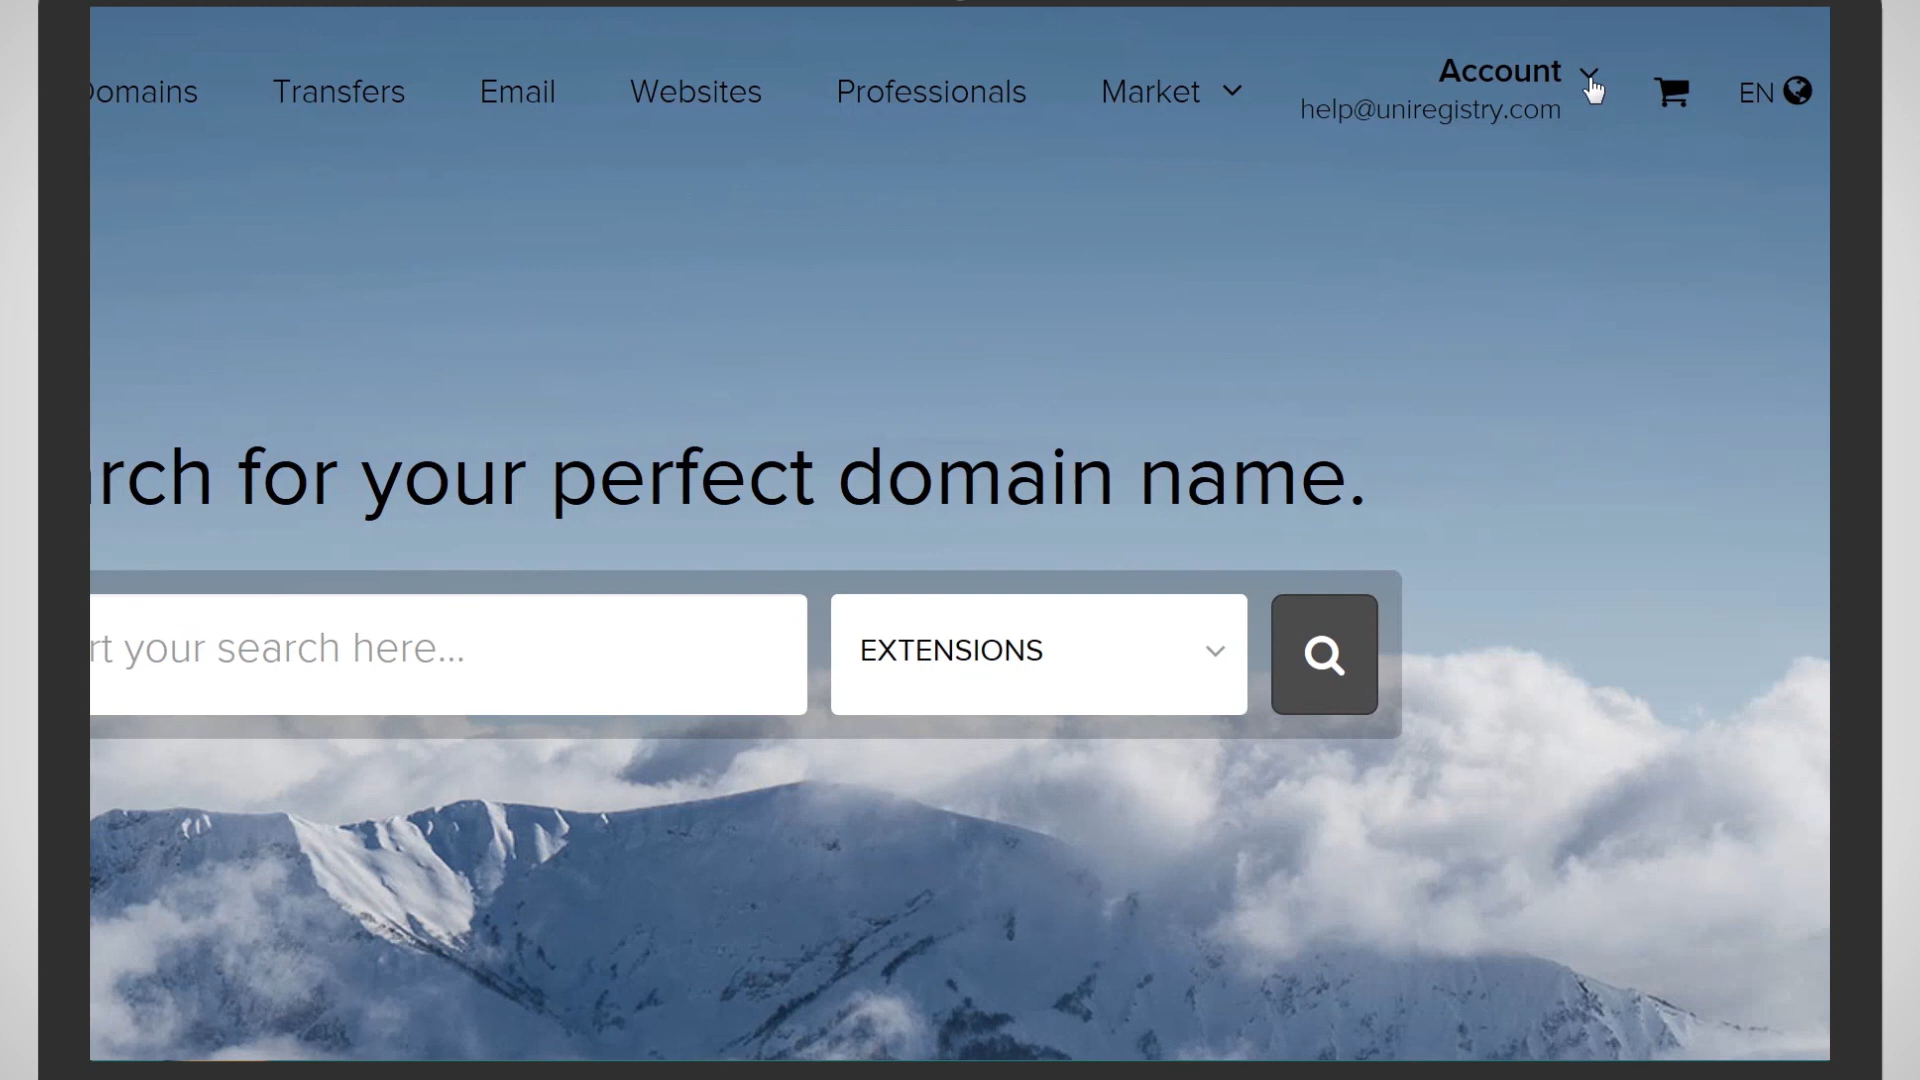 Domains Transfers Email Websites Professionals Market Account EN
help@uniregistry.com
rch for your perfect domain name.
rt your search here...
EXTENSIONS